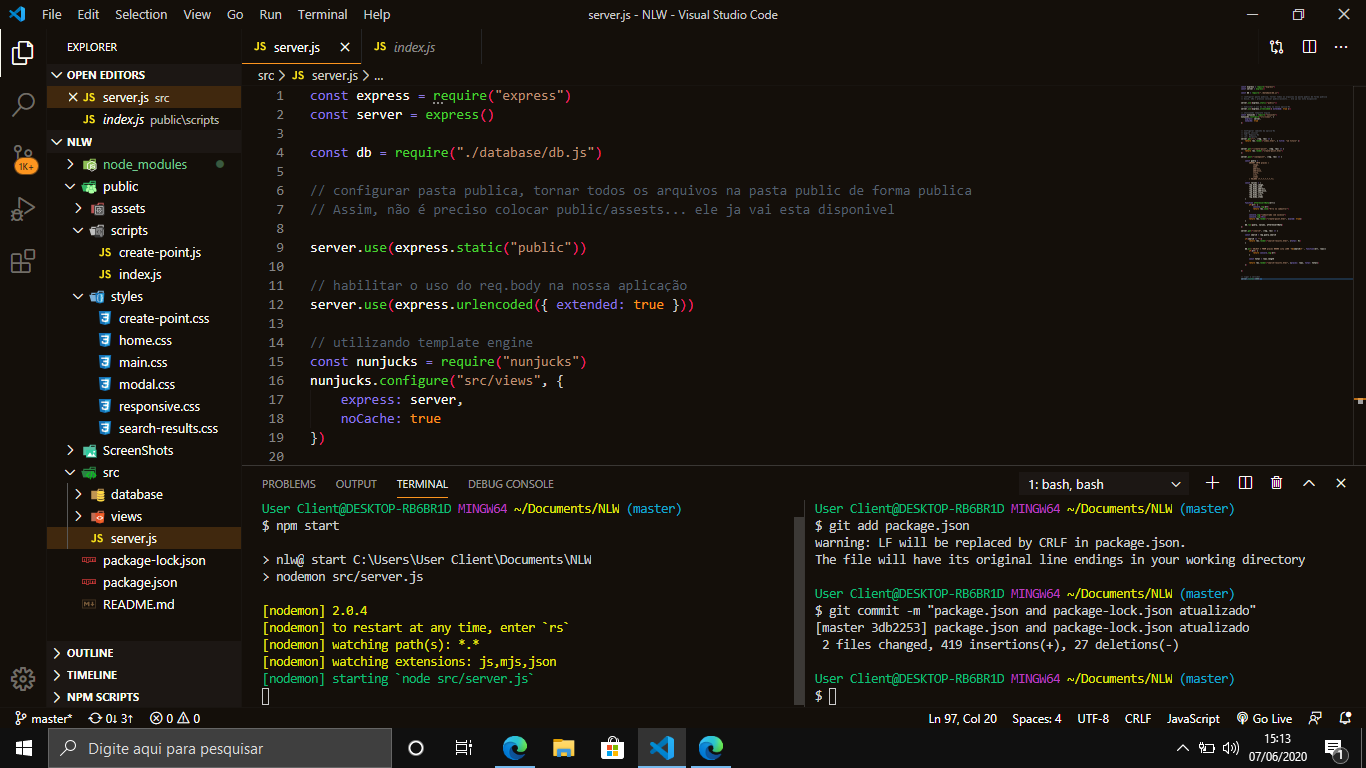 File Edit Selection View Go Run Terminal Help
server.js - NLW - Visual Studio Code
EXPLORER
OPEN EDITORS
JS server.js src
JS index.js public\scripts
NLW
node_modules
public
assets
scripts
JS create-point.js
JS index.js
styles
create-point.css
home.css
main.css
modal.css
responsive.css
search-results.css
ScreenShots
src
database
views
JS server.js
package-lock.json
package.json
README.md
OUTLINE
TIMELINE
NPM SCRIPTS
1K+
JS server.js
JS index.js
src > JS server.js > ...
1 const express = require("express")
2 const server = express()
3
4 const db = require("./database/db.js")
5
6 // configurar pasta publica, tornar todos os arquivos na pasta public de forma publica
7 // Assim, não é preciso colocar public/assests... ele ja vai esta disponivel
8
9 server.use(express.static("public"))
10
11 // habilitar o uso do req.body na nossa aplicação
12 server.use(express.urlencoded({ extended: true }))
13
14 // utilizando template engine
15 const nunjucks = require("nunjucks")
16 nunjucks.configure("src/views", {
17 express: server,
18 noCache: true
19 })
20
PROBLEMS OUTPUT TERMINAL DEBUG CONSOLE
1: bash, bash
User Client@DESKTOP-RB6BR1D MINGW64 ~/Documents/NLW (master)
$ npm start
> nlw@ start C:\Users\User Client\Documents\NLW
> nodemon src/server.js
[nodemon] 2.0.4
[nodemon] to restart at any time, enter `rs`
[nodemon] watching path(s): *.*
[nodemon] watching extensions: js,mjs,json
[nodemon] starting `node src/server.js`
User Client@DESKTOP-RB6BR1D MINGW64 ~/Documents/NLW (master)
$ git add package.json
warning: LF will be replaced by CRLF in package.json.
The file will have its original line endings in your working directory
User Client@DESKTOP-RB6BR1D MINGW64 ~/Documents/NLW (master)
$ git commit -m "package.json and package-lock.json atualizado"
[master 3db2253] package.json and package-lock.json atualizado
2 files changed, 419 insertions(+), 27 deletions(-)
User Client@DESKTOP-RB6BR1D MINGW64 ~/Documents/NLW (master)
$
master* 0↓ 3↑ 0 0
Ln 97, Col 20 Spaces: 4 UTF-8 CRLF JavaScript Go Live
Digite aqui para pesquisar
15:13
07/06/2020
1